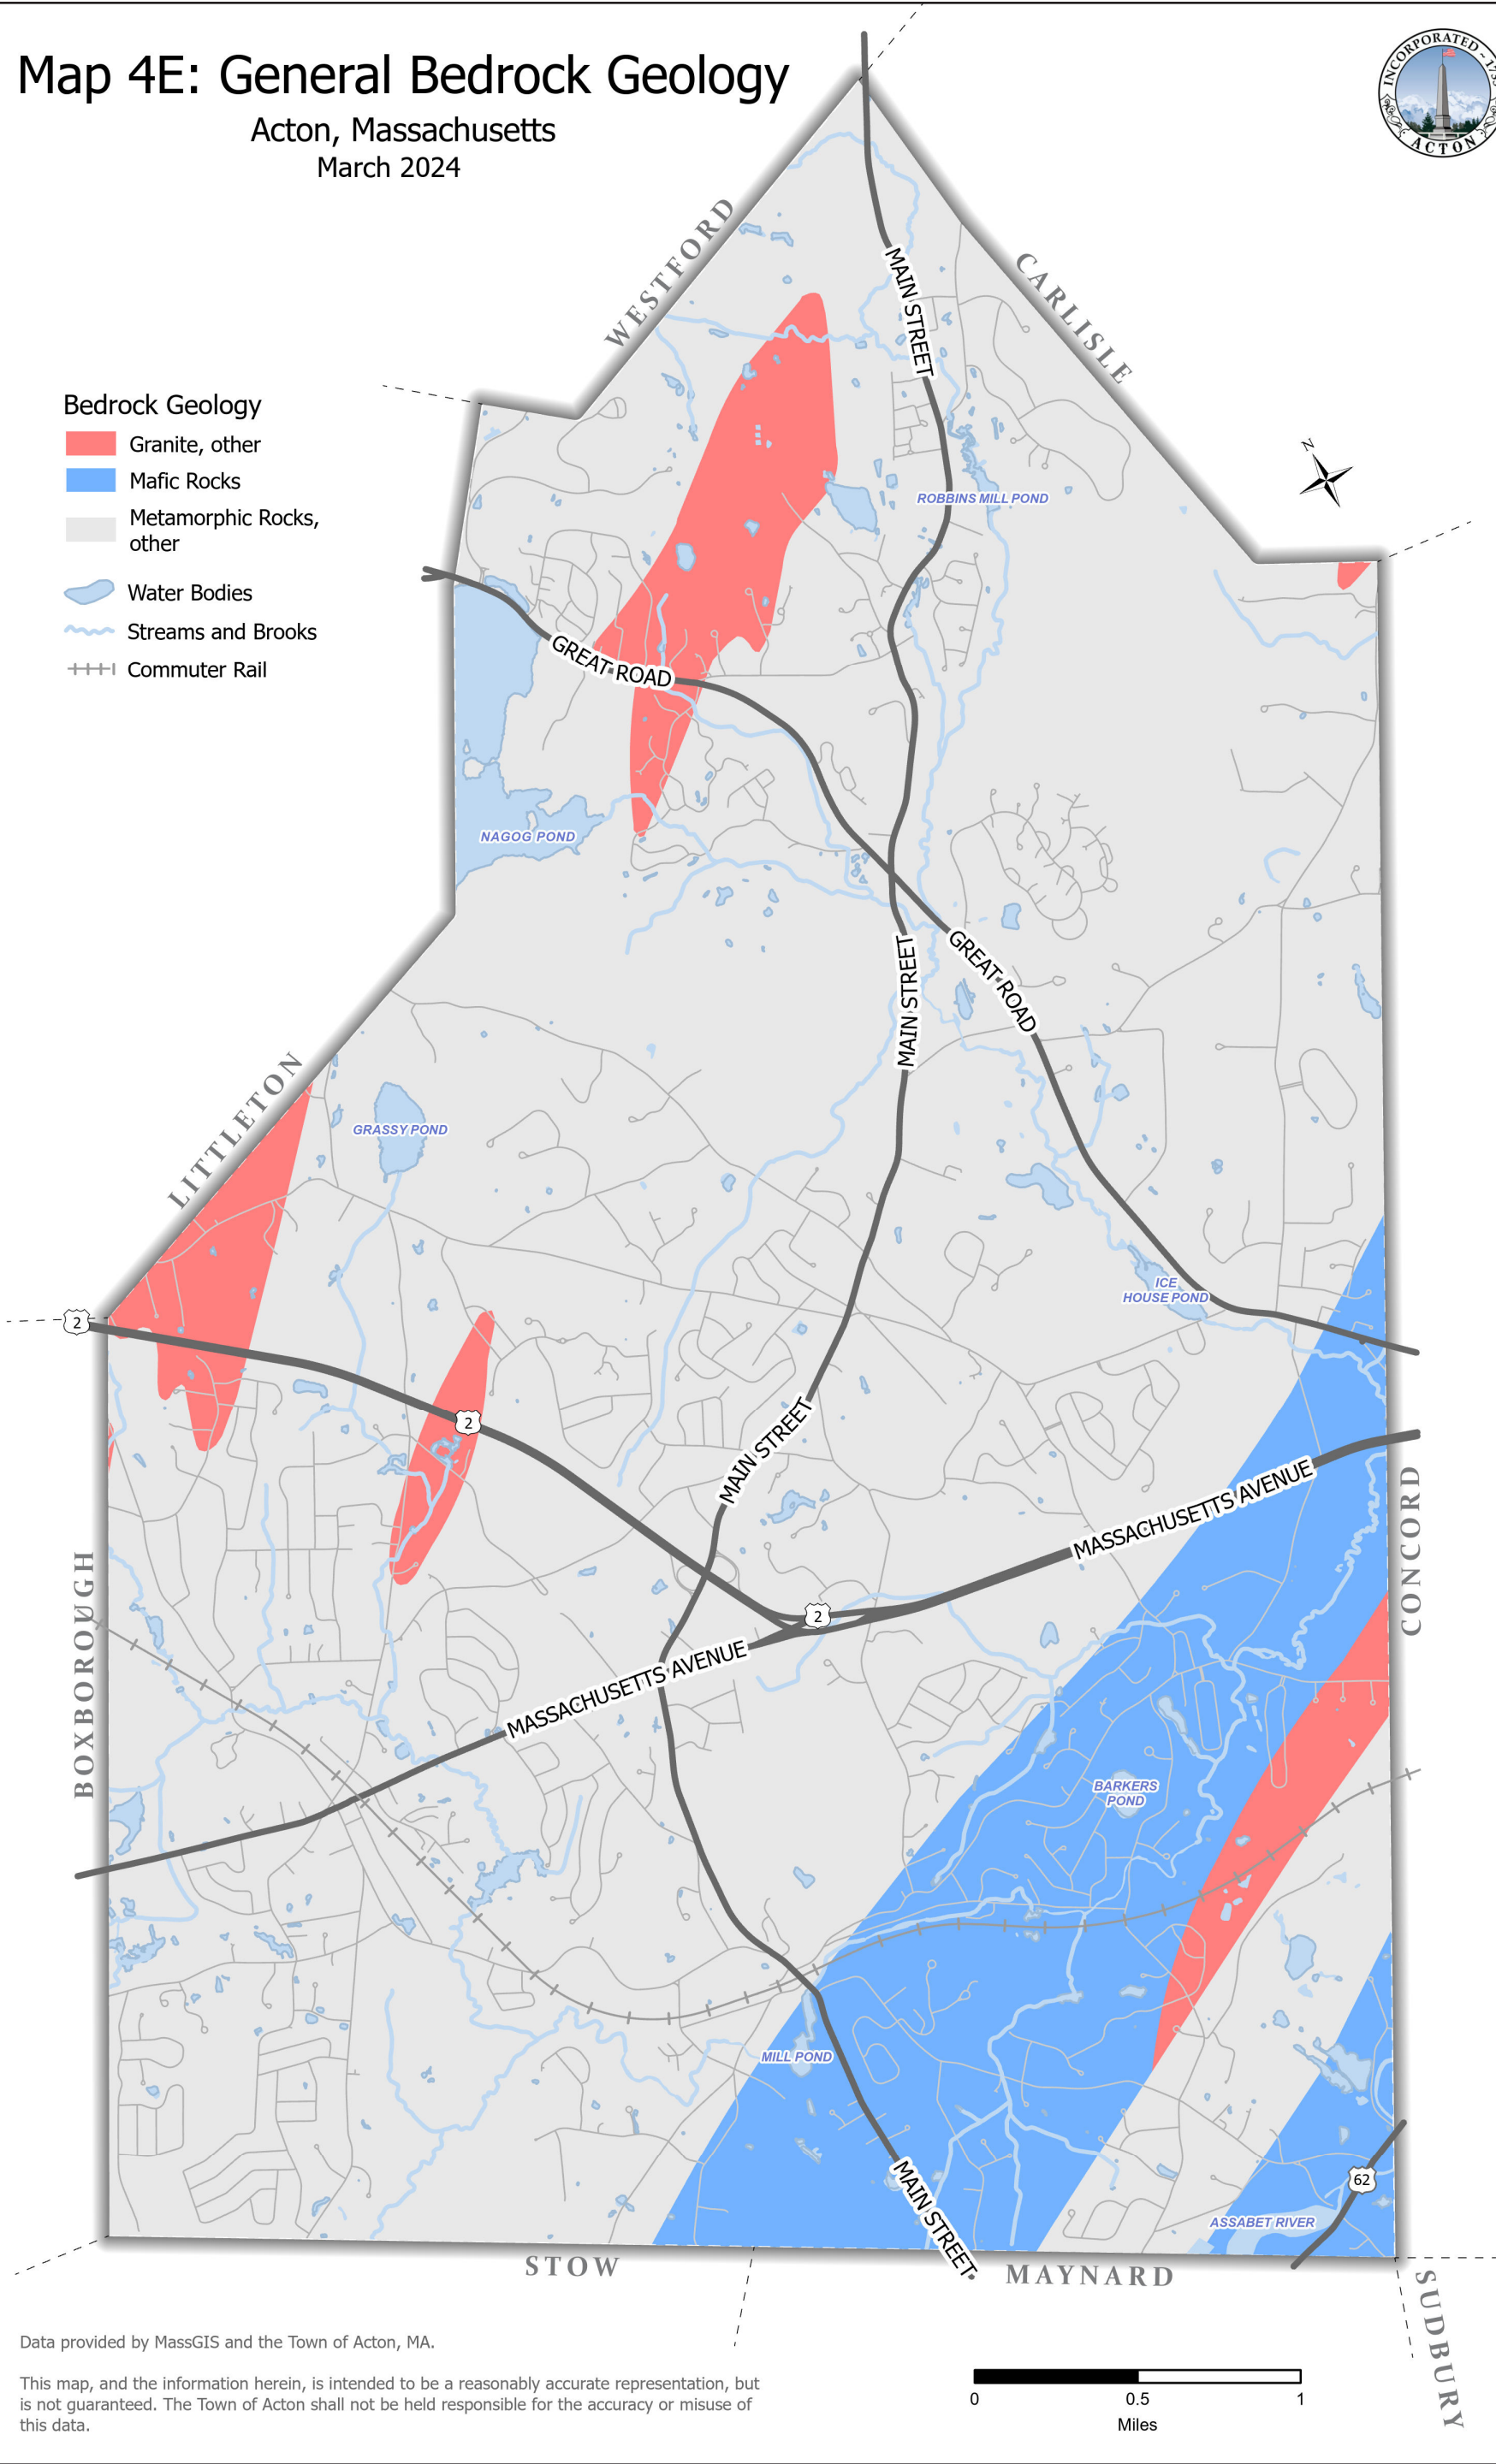 Map 4E: General Bedrock Geology
Acton, Massachusetts
March 2024
INCORPORATED ~
ACTON
WESTFORD
CARLISLE
MAIN STREET
Bedrock Geology
Granite, other
Mafic Rocks
Metamorphic Rocks,
other
Water Bodies
Streams and Brooks
Commuter Rail
N
ROBBINS MILL POND
GREAT ROAD
NAGOG POND
MAIN STREET
GREAT ROAD
LITTLETON
GRASSY POND
ICE
HOUSE POND
2
2
MAIN STREET
MASSACHUSETTS AVENUE
CONCORD
BOXBOROUGH
2
MASSACHUSETTS AVENUE
BARKERS
POND
MILL POND
MAIN STREET
62
ASSABET RIVER
STOW
MAYNARD
SUDBURY
Data provided by MassGIS and the Town of Acton, MA.
This map, and the information herein, is intended to be a reasonably accurate representation, but
is not guaranteed. The Town of Acton shall not be held responsible for the accuracy or misuse of
this data.
0 0.5 1
Miles